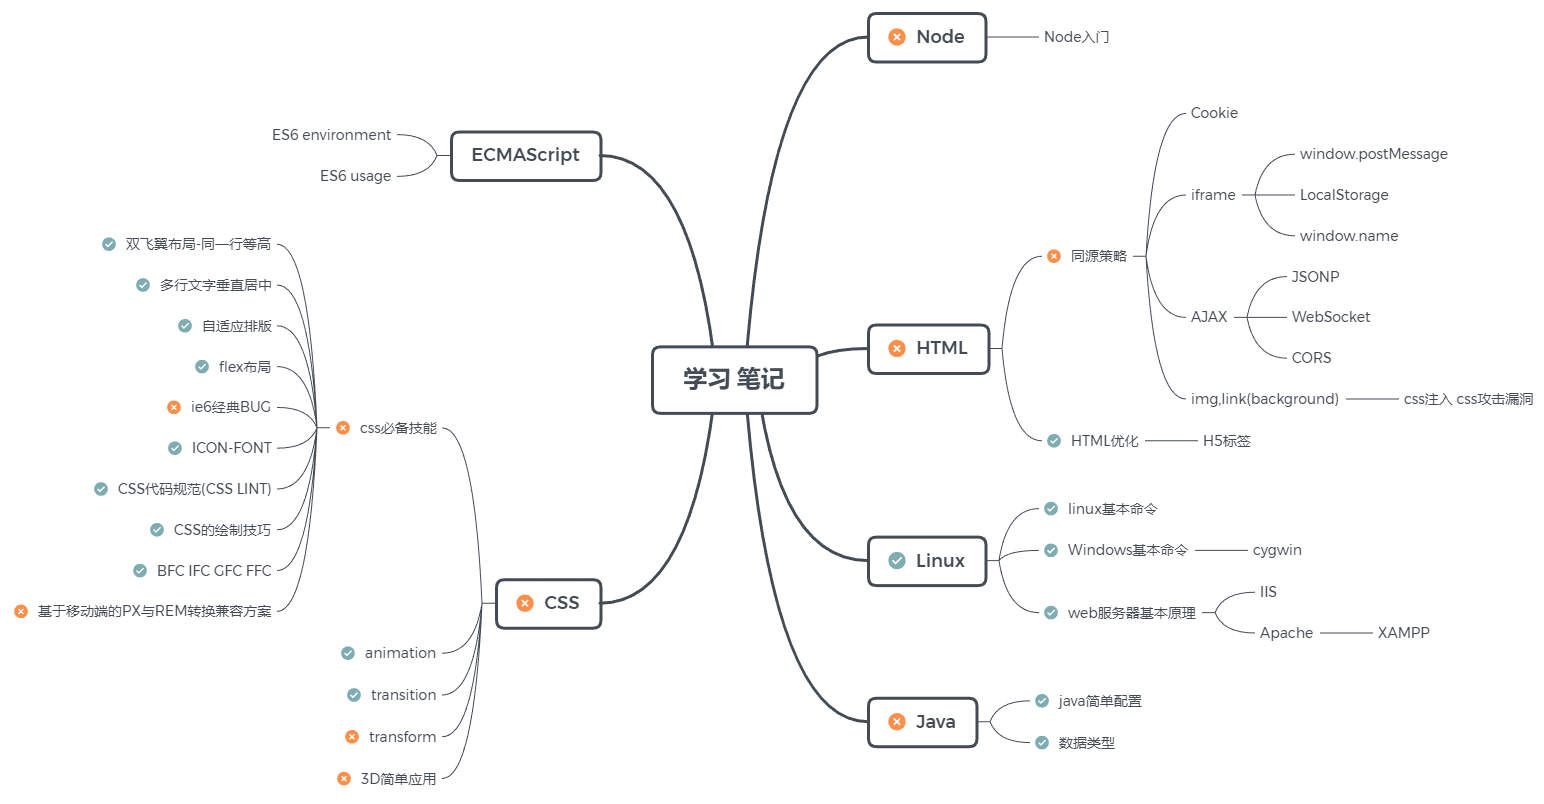 学习 笔记
Node
Node入门
HTML
同源策略
Cookie
iframe
window.postMessage
LocalStorage
window.name
AJAX
JSONP
WebSocket
CORS
img,link(background)
css注入 css攻击漏洞
HTML优化
H5标签
Linux
linux基本命令
Windows基本命令
cygwin
web服务器基本原理
IIS
Apache
XAMPP
Java
java简单配置
数据类型
ECMAScript
ES6 environment
ES6 usage
CSS
css必备技能
双飞翼布局-同一行等高
多行文字垂直居中
自适应排版
flex布局
ie6经典BUG
ICON-FONT
CSS代码规范(CSS LINT)
CSS的绘制技巧
BFC IFC GFC FFC
基于移动端的PX与REM转换兼容方案
animation
transition
transform
3D简单应用